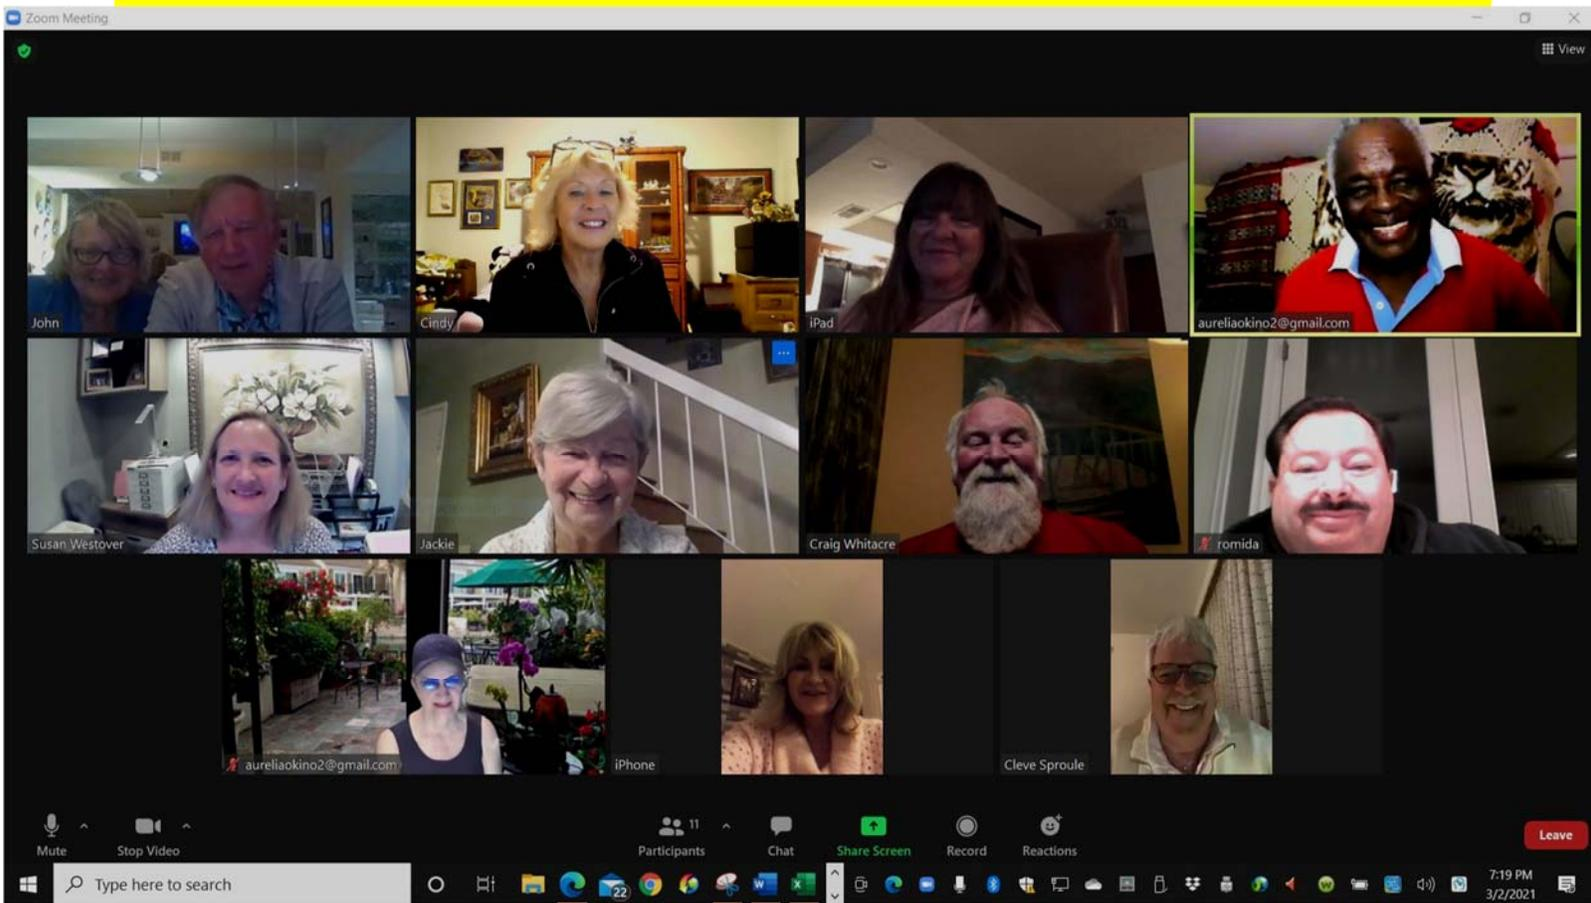 Zoom Meeting
View
John
Cindy
iPad
aureliaokino2@gmail.com
Susan Westover
Jackie
Craig Whitacre
romida
aureliaokino2@gmail.com
iPhone
Cleve Sproule
Mute
Stop Video
11
Participants
Chat
Share Screen
Record
Reactions
Leave
Type here to search
22
7:19 PM
3/2/2021